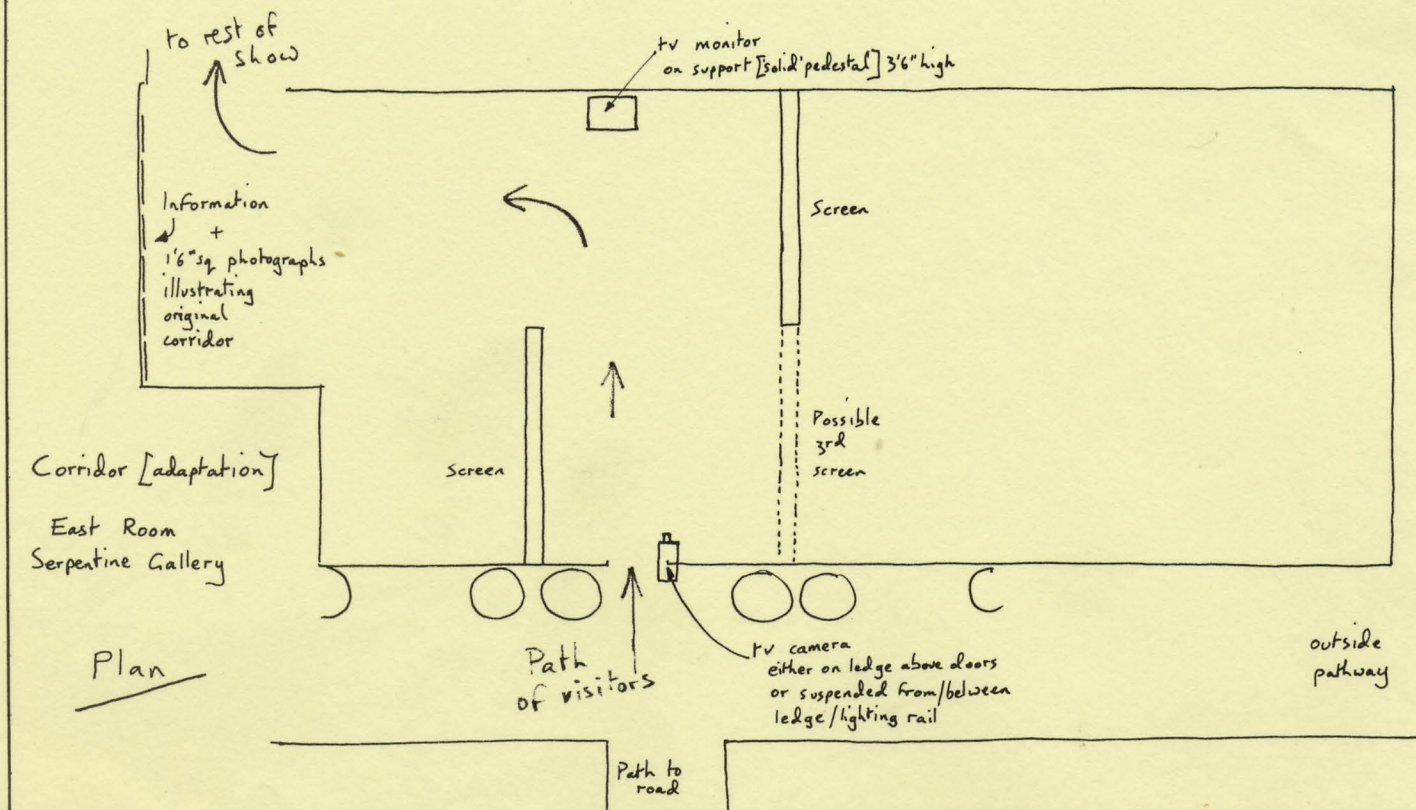 to rest of
show
tv monitor
on support ['solid' pedestal] 3'6" high
Information
+
1'6" sq photographs
illustrating
original
corridor
Screen
Possible
3rd
screen
Screen
Corridor [adaptation]
East Room
Serpentine Gallery
Plan
Path
of visitors
tv camera
either on ledge above doors
or suspended from/between
ledge/lighting rail
outside
pathway
Path to
road